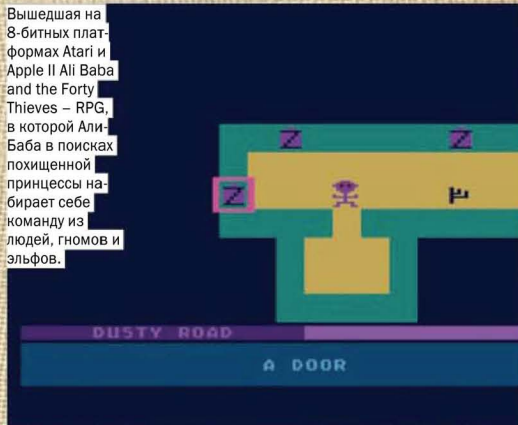 Вышедшая на
8-битных плат-
формах Atari и
Apple II Ali Baba
and the Forty
Thieves – RPG,
в которой Али-
Баба в поисках
похищенной
принцессы на-
бирает себе
команду из
людей, гномов и
эльфов.
Z Z
Z
DUSTY ROAD
A DOOR